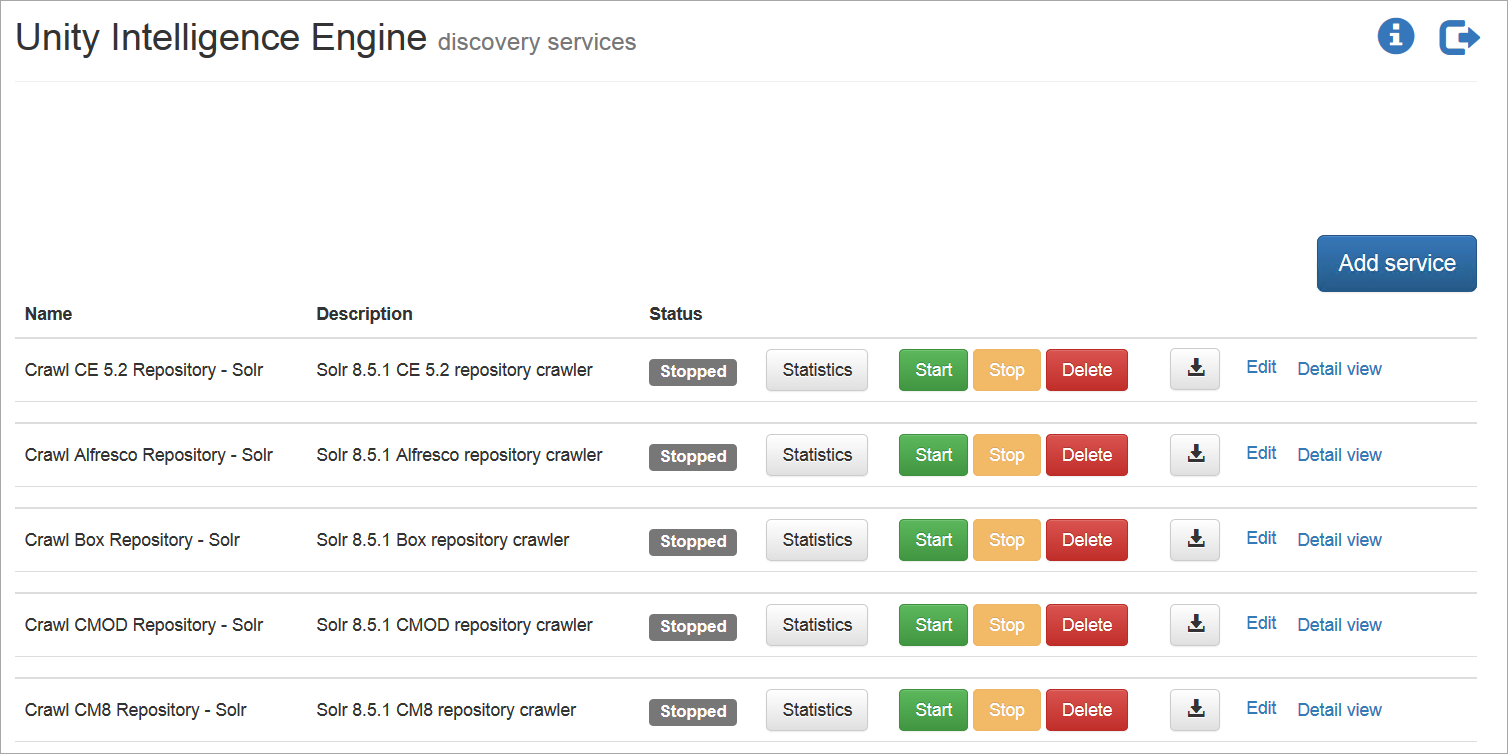 Unity Intelligence Engine discovery services
Add service
Name Description Status
Crawl CE 5.2 Repository - Solr Solr 8.5.1 CE 5.2 repository crawler Stopped Statistics Start Stop Delete Edit Detail view
Crawl Alfresco Repository - Solr Solr 8.5.1 Alfresco repository crawler Stopped Statistics Start Stop Delete Edit Detail view
Crawl Box Repository - Solr Solr 8.5.1 Box repository crawler Stopped Statistics Start Stop Delete Edit Detail view
Crawl CMOD Repository - Solr Solr 8.5.1 CMOD repository crawler Stopped Statistics Start Stop Delete Edit Detail view
Crawl CM8 Repository - Solr Solr 8.5.1 CM8 repository crawler Stopped Statistics Start Stop Delete Edit Detail view